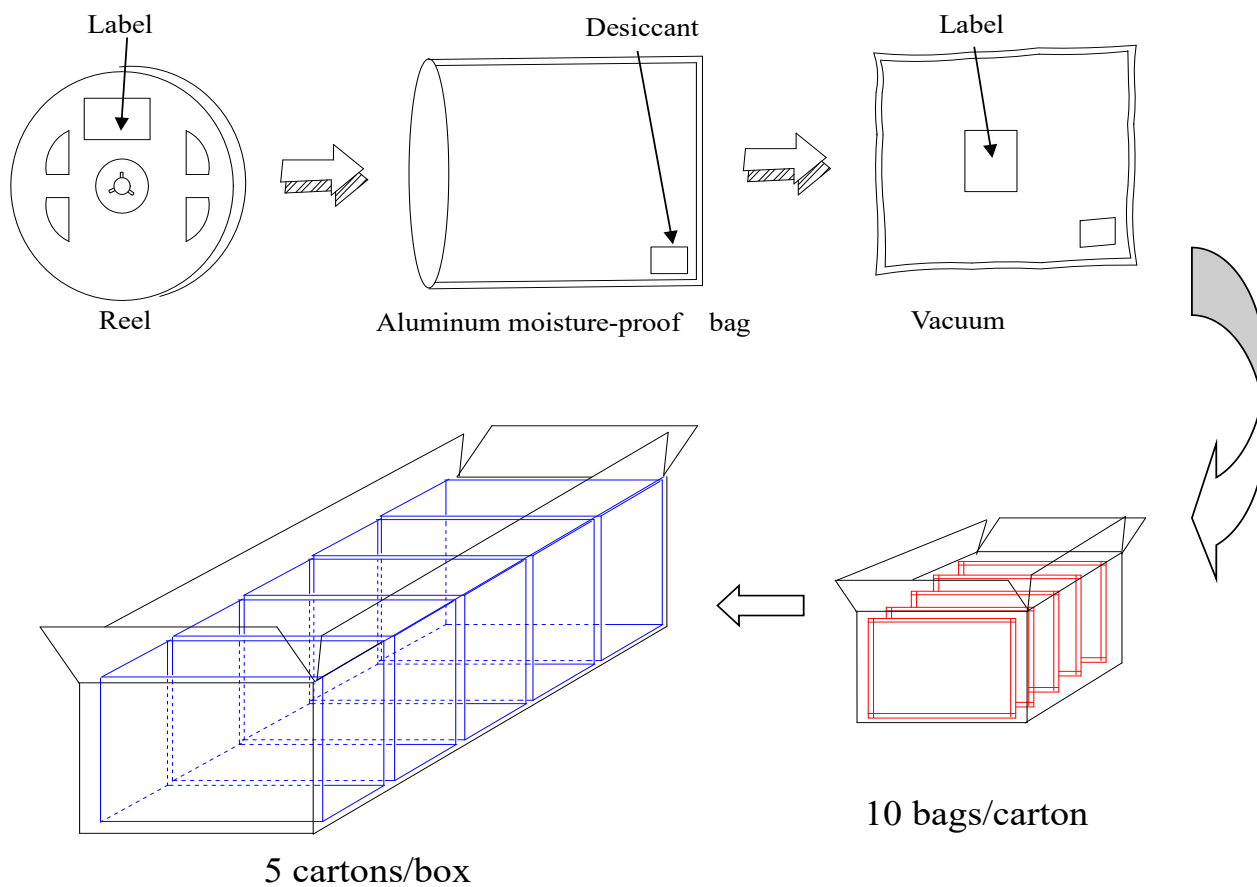 Label
Desiccant
Label
Reel
Aluminum moisture-proof bag
Vacuum
10 bags/carton
5 cartons/box